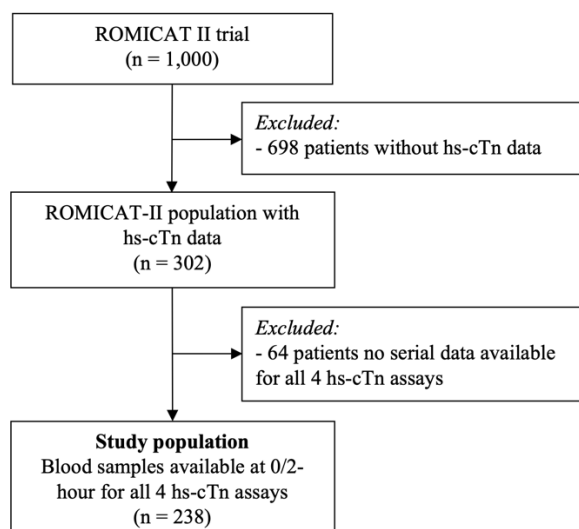 ROMICAT II trial
(n = 1,000)
Excluded:
- 698 patients without hs-cTn data
ROMICAT-II population with
hs-cTn data
(n = 302)
Excluded:
- 64 patients no serial data available
for all 4 hs-cTn assays
Study population
Blood samples available at 0/2-
hour for all 4 hs-cTn assays
(n = 238)